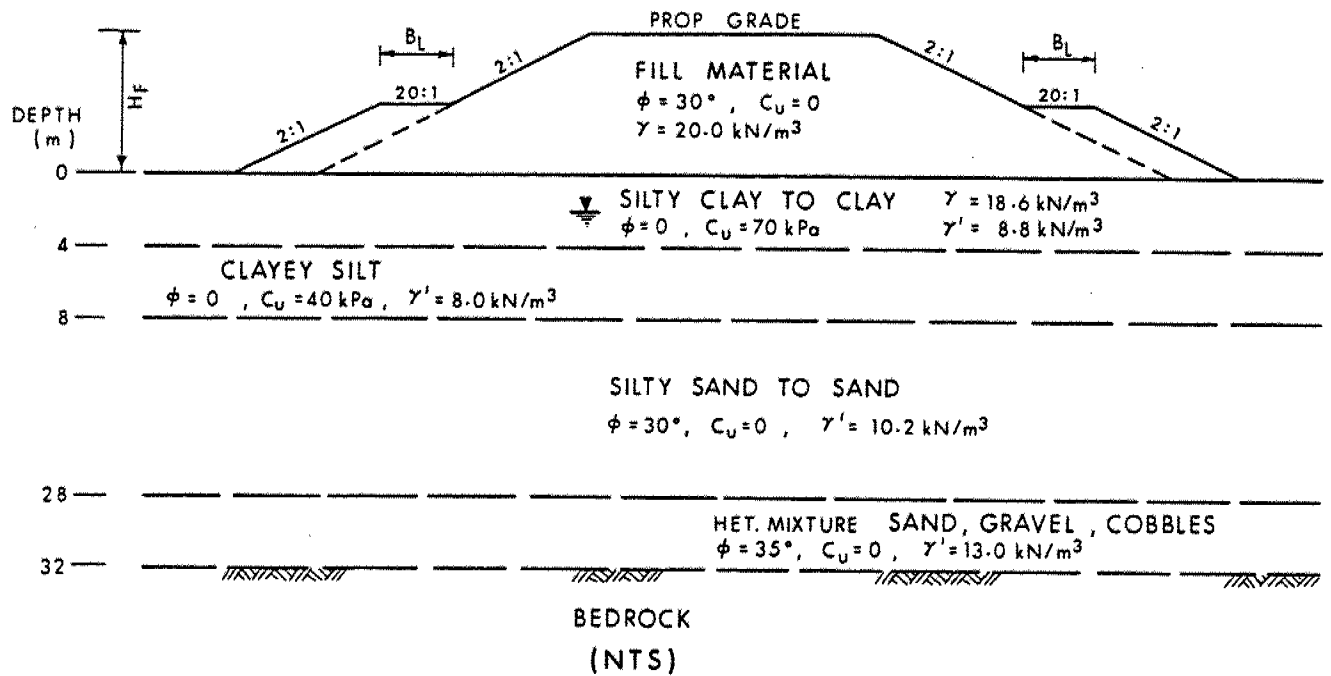 PROP GRADE
B_L
2:1
2:1
B_L
FILL MATERIAL
φ = 30° , C_u = 0
γ = 20.0 kN/m³
H_F
20:1
20:1
DEPTH
(m)
2:1
2:1
0
SILTY CLAY TO CLAY γ = 18.6 kN/m³
φ = 0 , C_u = 70 kPa γ' = 8.8 kN/m³
4
CLAYEY SILT
φ = 0 , C_u = 40 kPa , γ' = 8.0 kN/m³
8
SILTY SAND TO SAND
φ = 30° , C_u = 0 , γ' = 10.2 kN/m³
28
HET. MIXTURE SAND, GRAVEL , COBBLES
φ = 35° , C_u = 0 , γ' = 13.0 kN/m³
32
BEDROCK
(NTS)